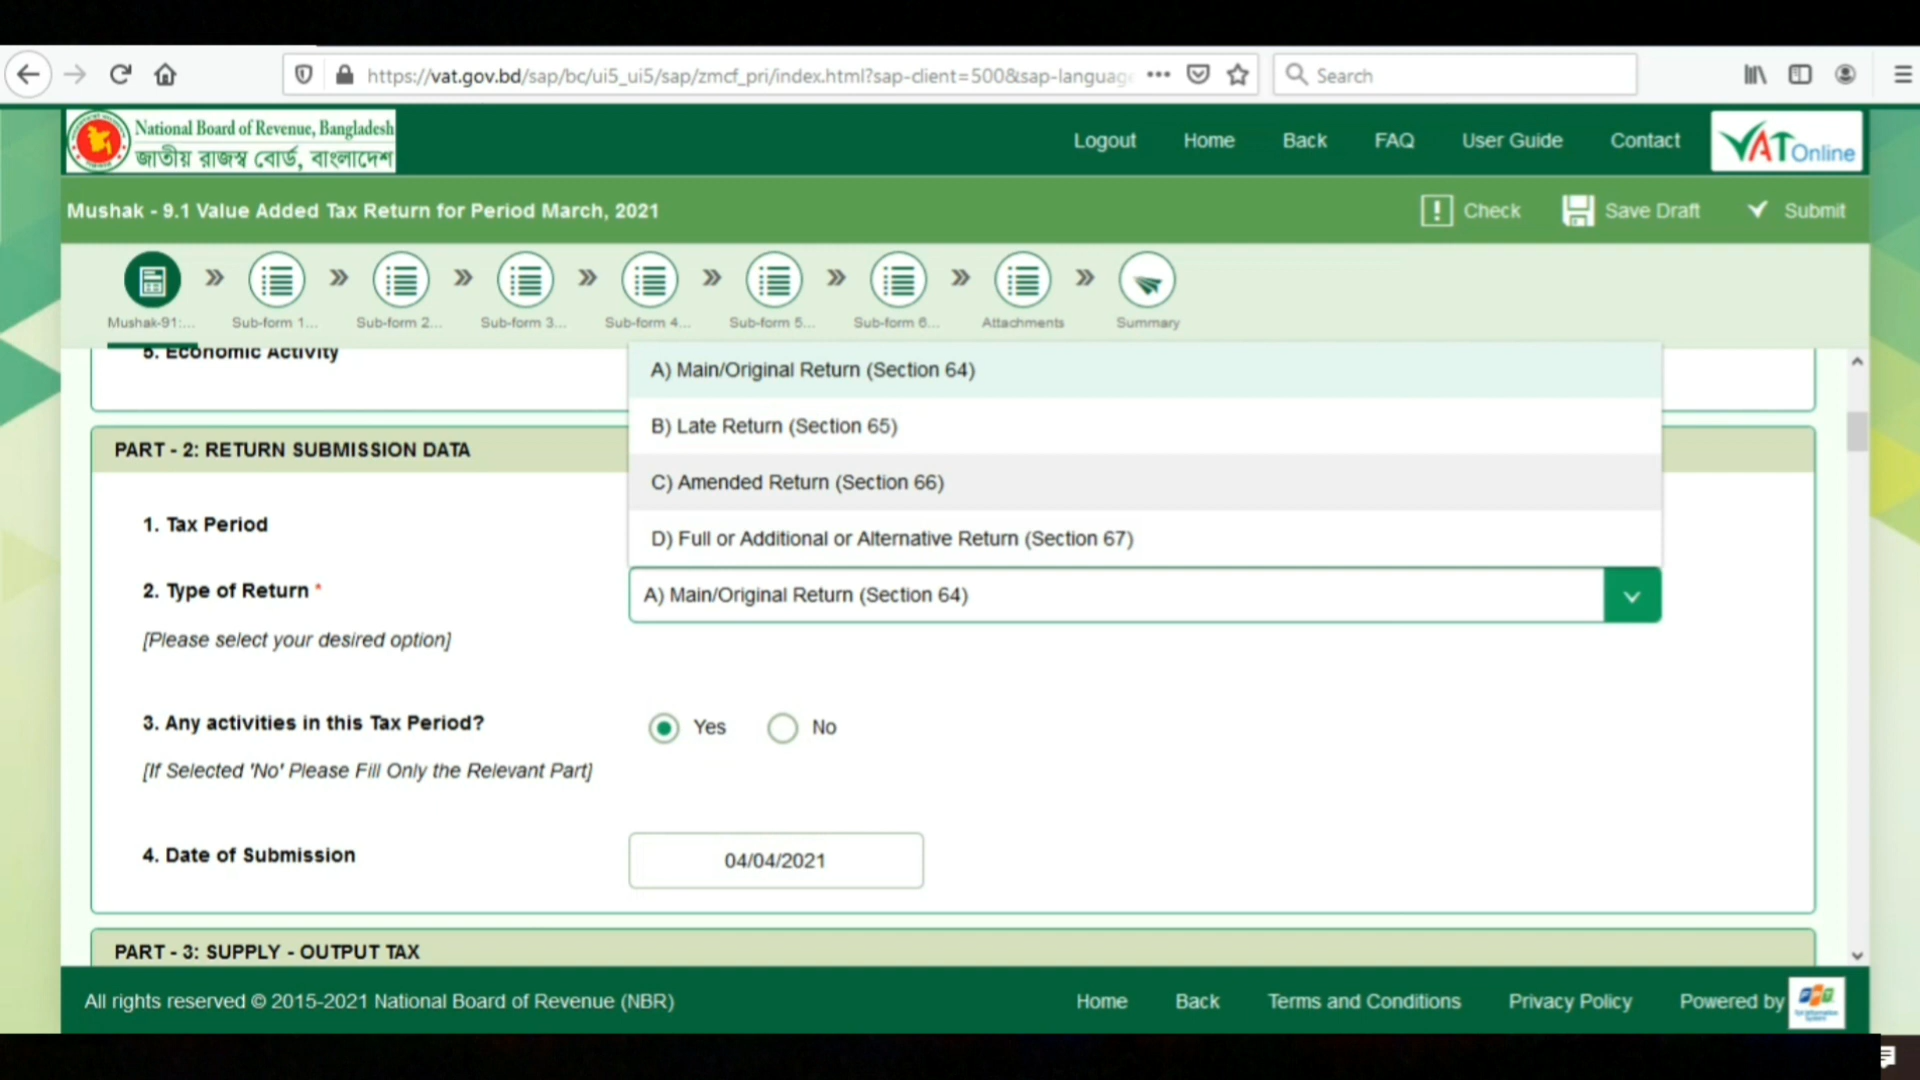 https://vat.gov.bd/sap/bc/ui5_ui5/sap/zmcf_pri/index.html?sap-client=500&sap-language
Search
National Board of Revenue, Bangladesh
জাতীয় রাজস্ব বোর্ড, বাংলাদেশ
Logout Home Back FAQ User Guide Contact
VAT Online
Mushak - 9.1 Value Added Tax Return for Period March, 2021
Check Save Draft Submit
Mushak-91:... Sub-form 1... Sub-form 2... Sub-form 3... Sub-form 4... Sub-form 5... Sub-form 6... Attachments Summary
5. Economic Activity
A) Main/Original Return (Section 64)
B) Late Return (Section 65)
PART - 2: RETURN SUBMISSION DATA
C) Amended Return (Section 66)
1. Tax Period
D) Full or Additional or Alternative Return (Section 67)
2. Type of Return *
A) Main/Original Return (Section 64)
[Please select your desired option]
3. Any activities in this Tax Period?
Yes No
[If Selected 'No' Please Fill Only the Relevant Part]
4. Date of Submission
04/04/2021
PART - 3: SUPPLY - OUTPUT TAX
All rights reserved © 2015-2021 National Board of Revenue (NBR)
Home Back Terms and Conditions Privacy Policy Powered by
FPT